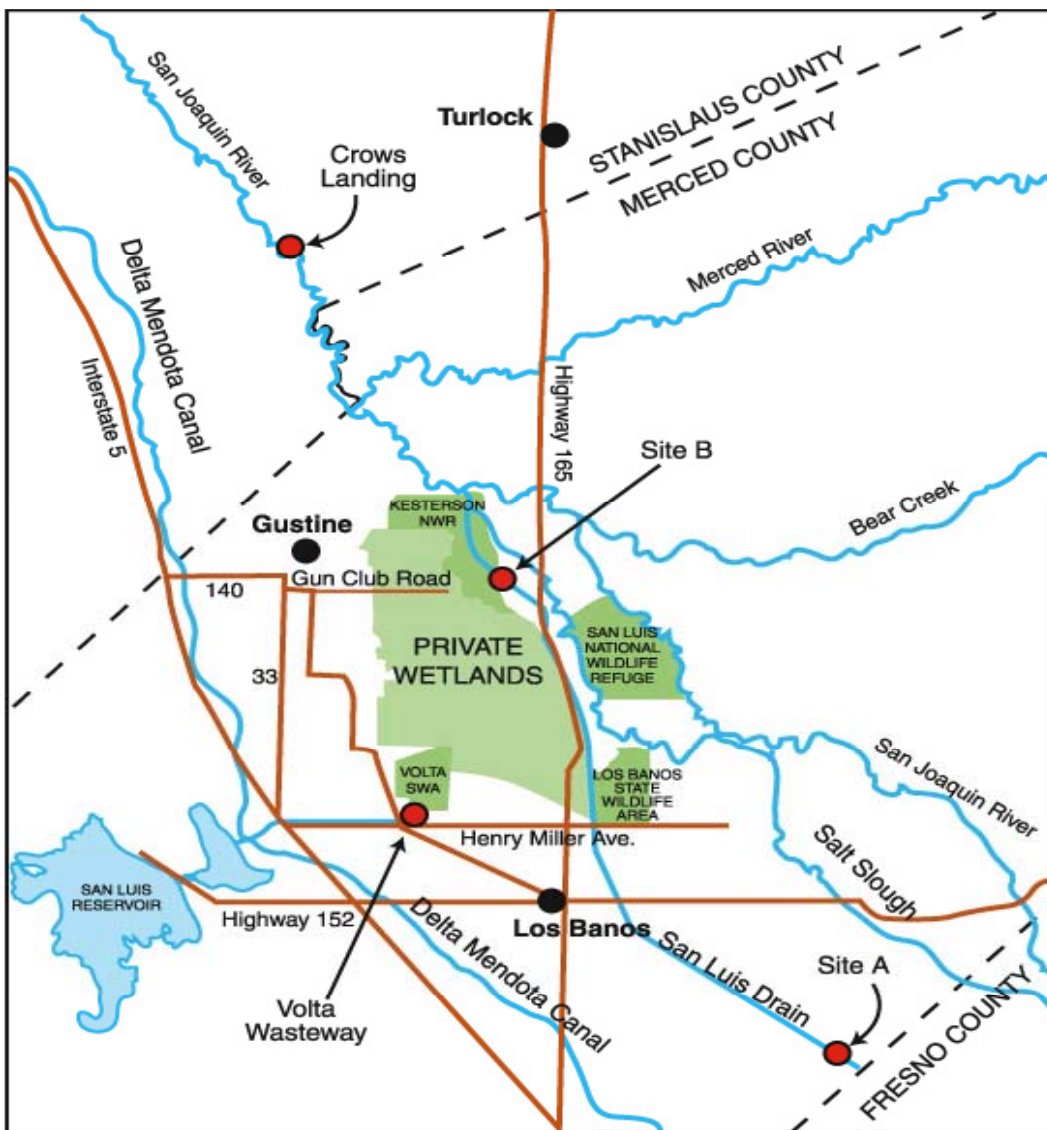 San Joaquin River
Turlock
STANISLAUS COUNTY
MERCED COUNTY
Crows
Landing
Merced River
Delta Mendota Canal
Interstate 5
Highway 165
Site B
Bear Creek
KESTERSON
NWR
Gustine
Gun Club Road
140
33
PRIVATE
WETLANDS
SAN LUIS
NATIONAL
WILDLIFE
REFUGE
San Joaquin River
VOLTA
SWA
LOS BANOS
STATE
WILDLIFE
AREA
Henry Miller Ave.
Salt Slough
SAN LUIS
RESERVOIR
Highway 152
Los Banos
Delta Mendota Canal
San Luis Drain
Site A
Volta
Wasteway
FRESNO COUNTY